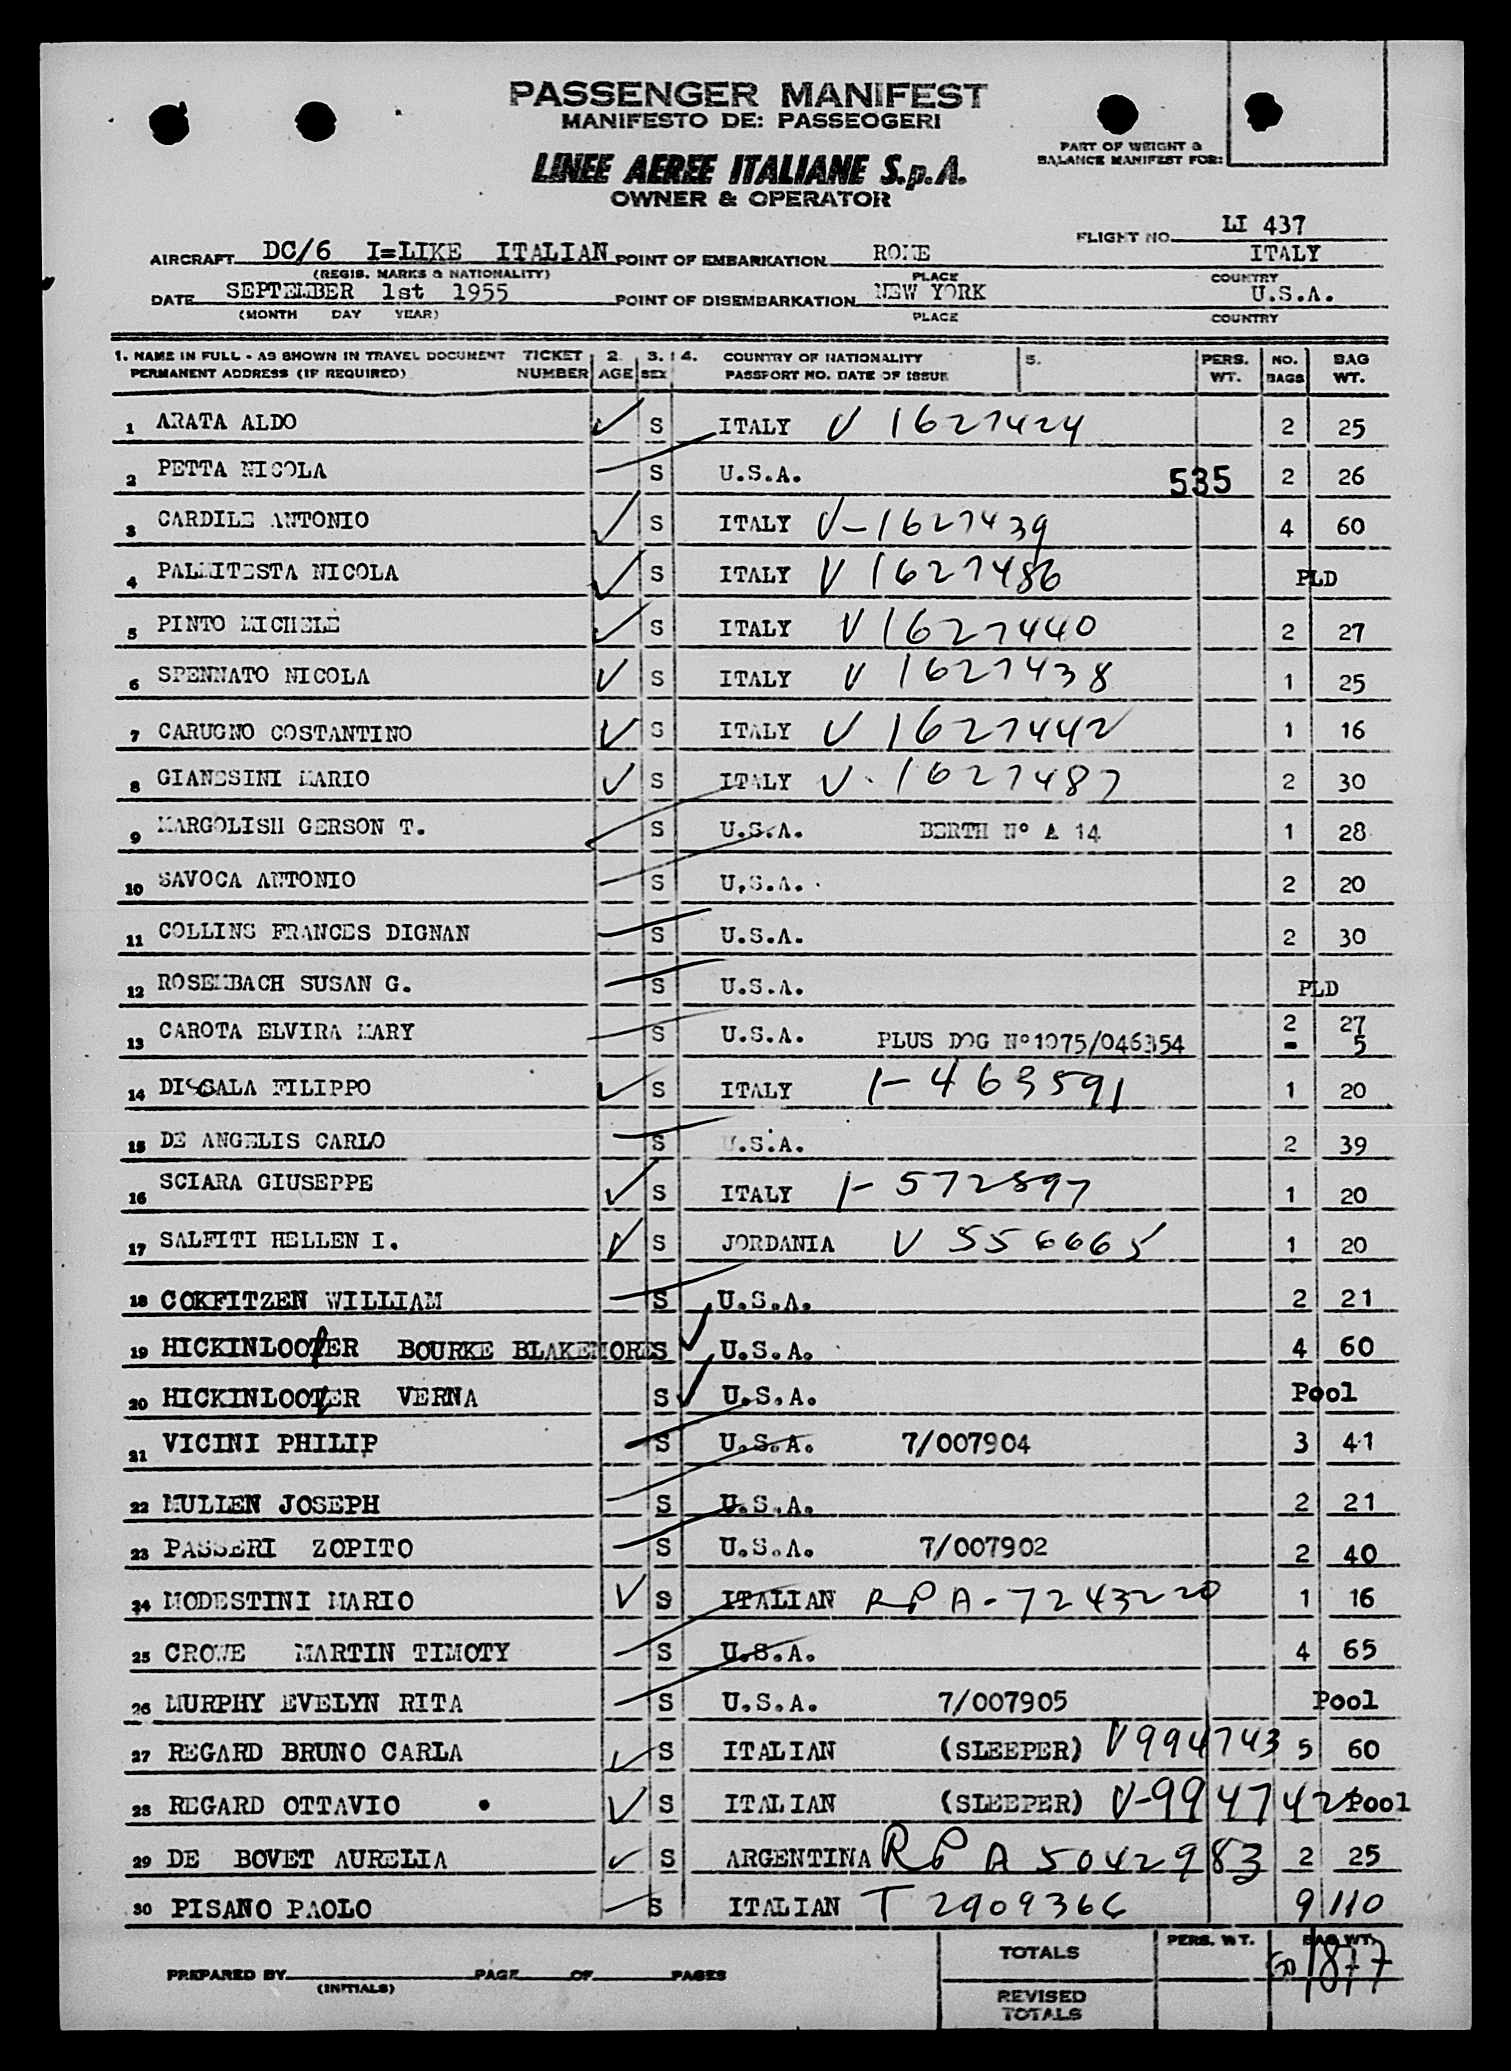 PASSENGER MANIFEST
MANIFESTO DE: PASSEOGERI
LINEE AEREE ITALIANE S.p.A.
OWNER & OPERATOR
PART OF WEIGHT &
BALANCE MANIFEST FOR:
FLIGHT NO. LI 437
AIRCRAFT DC/6 I=LIKE ITALIAN POINT OF EMBARKATION ROME ITALY
(REGIS. MARKS & NATIONALITY) PLACE COUNTRY
DATE SEPTEMBER 1st 1955 POINT OF DISEMBARKATION NEW YORK U.S.A.
(MONTH DAY YEAR) PLACE COUNTRY
1. NAME IN FULL - AS SHOWN IN TRAVEL DOCUMENT TICKET 2. 3. 4. COUNTRY OF NATIONALITY 5. PERS. NO. BAG
PERMANENT ADDRESS (IF REQUIRED) NUMBER AGE SEX PASSPORT NO. DATE OF ISSUE WT. BAGS WT.
1 ARATA ALDO S ITALY V 1627424 2 25
2 PETTA NICOLA S U.S.A. 535 2 26
3 CARDILE ANTONIO S ITALY V-1627439 4 60
4 PALMITESTA NICOLA S ITALY V 1627486 PLD
5 PINTO MICHELE S ITALY V 1627440 2 27
6 SPENNATO NICOLA S ITALY V 1627438 1 25
7 CARUGNO COSTANTINO S ITALY V 1627442 1 16
8 GIANSSINI MARIO S ITALY V-1627487 2 30
9 MARGOLISH GERSON T. S U.S.A. BERTH N° A 14 1 28
10 SAVOCA ANTONIO S U.S.A. 2 20
11 COLLINS FRANCES DIGNAN S U.S.A. 2 30
12 ROSEMBACH SUSAN G. S U.S.A. PLD
13 CAROTA ELVIRA MARY S U.S.A. PLUS DOG N°1075/046354 2 27
- 5
14 DI SALA FILIPPO S ITALY I-463591 1 20
15 DE ANGELIS CARLO S U.S.A. 2 39
16 SCIARA GIUSEPPE S ITALY I-572897 1 20
17 SALFITI HELLEN I. S JORDANIA V 556665 1 20
18 COKFITZEN WILLIAM S U.S.A. 2 21
19 HICKINLOOPER BOURKE BLAKEMORE S U.S.A. 4 60
20 HICKINLOOPER VERNA S U.S.A. Pool
21 VICINI PHILIP S U.S.A. 7/007904 3 41
22 MULLEN JOSEPH S U.S.A. 2 21
23 PASSERI ZOPITO S U.S.A. 7/007902 2 40
24 MODESTINI MARIO S ITALIAN RPA-7243220 1 16
25 CROWE MARTIN TIMOTY S U.S.A. 4 65
26 MURPHY EVELYN RITA S U.S.A. 7/007905 Pool
27 REGARD BRUNO CARLA S ITALIAN (SLEEPER) V994743 5 60
28 REGARD OTTAVIO S ITALIAN (SLEEPER) V-994742 Pool
29 DE BOVET AURELIA S ARGENTINA RP A 5042983 2 25
30 PISANO PAOLO S ITALIAN T 2909366 9 110
TOTALS PERS. WT. BAG WT.
60 1877
PREPARED BY PAGE OF PAGES
(INITIALS)
REVISED
TOTALS